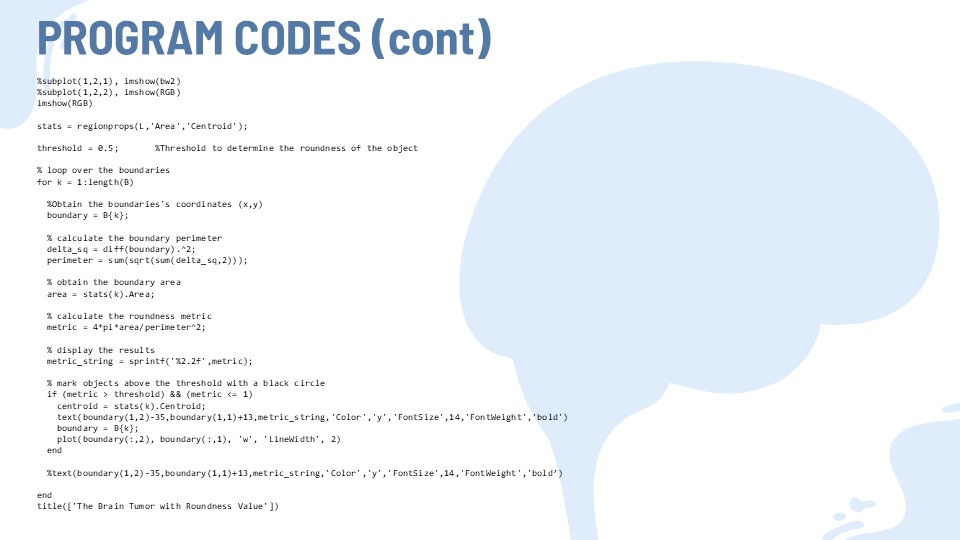 PROGRAM CODES (cont)
%subplot(1,2,1), imshow(bw2)
%subplot(1,2,2), imshow(RGB)
imshow(RGB)
stats = regionprops(L,'Area','Centroid');
threshold = 0.5;       %Threshold to determine the roundness of the object
% loop over the boundaries
for k = 1:length(B)
  %Obtain the boundaries's coordinates (x,y)
  boundary = B{k};
  % calculate the boundary perimeter
  delta_sq = diff(boundary).^2;
  perimeter = sum(sqrt(sum(delta_sq,2)));
  % obtain the boundary area
  area = stats(k).Area;
  % calculate the roundness metric
  metric = 4*pi*area/perimeter^2;
  % display the results
  metric_string = sprintf('%2.2f',metric);
  % mark objects above the threshold with a black circle
  if (metric > threshold) && (metric <= 1)
    centroid = stats(k).Centroid;
    text(boundary(1,2)-35,boundary(1,1)+13,metric_string,'Color','y','FontSize',14,'FontWeight','bold')
    boundary = B{k};
    plot(boundary(:,2), boundary(:,1), 'w', 'LineWidth', 2)
  end
  %text(boundary(1,2)-35,boundary(1,1)+13,metric_string,'Color','y','FontSize',14,'FontWeight','bold’)
end
title(['The Brain Tumor with Roundness Value'])